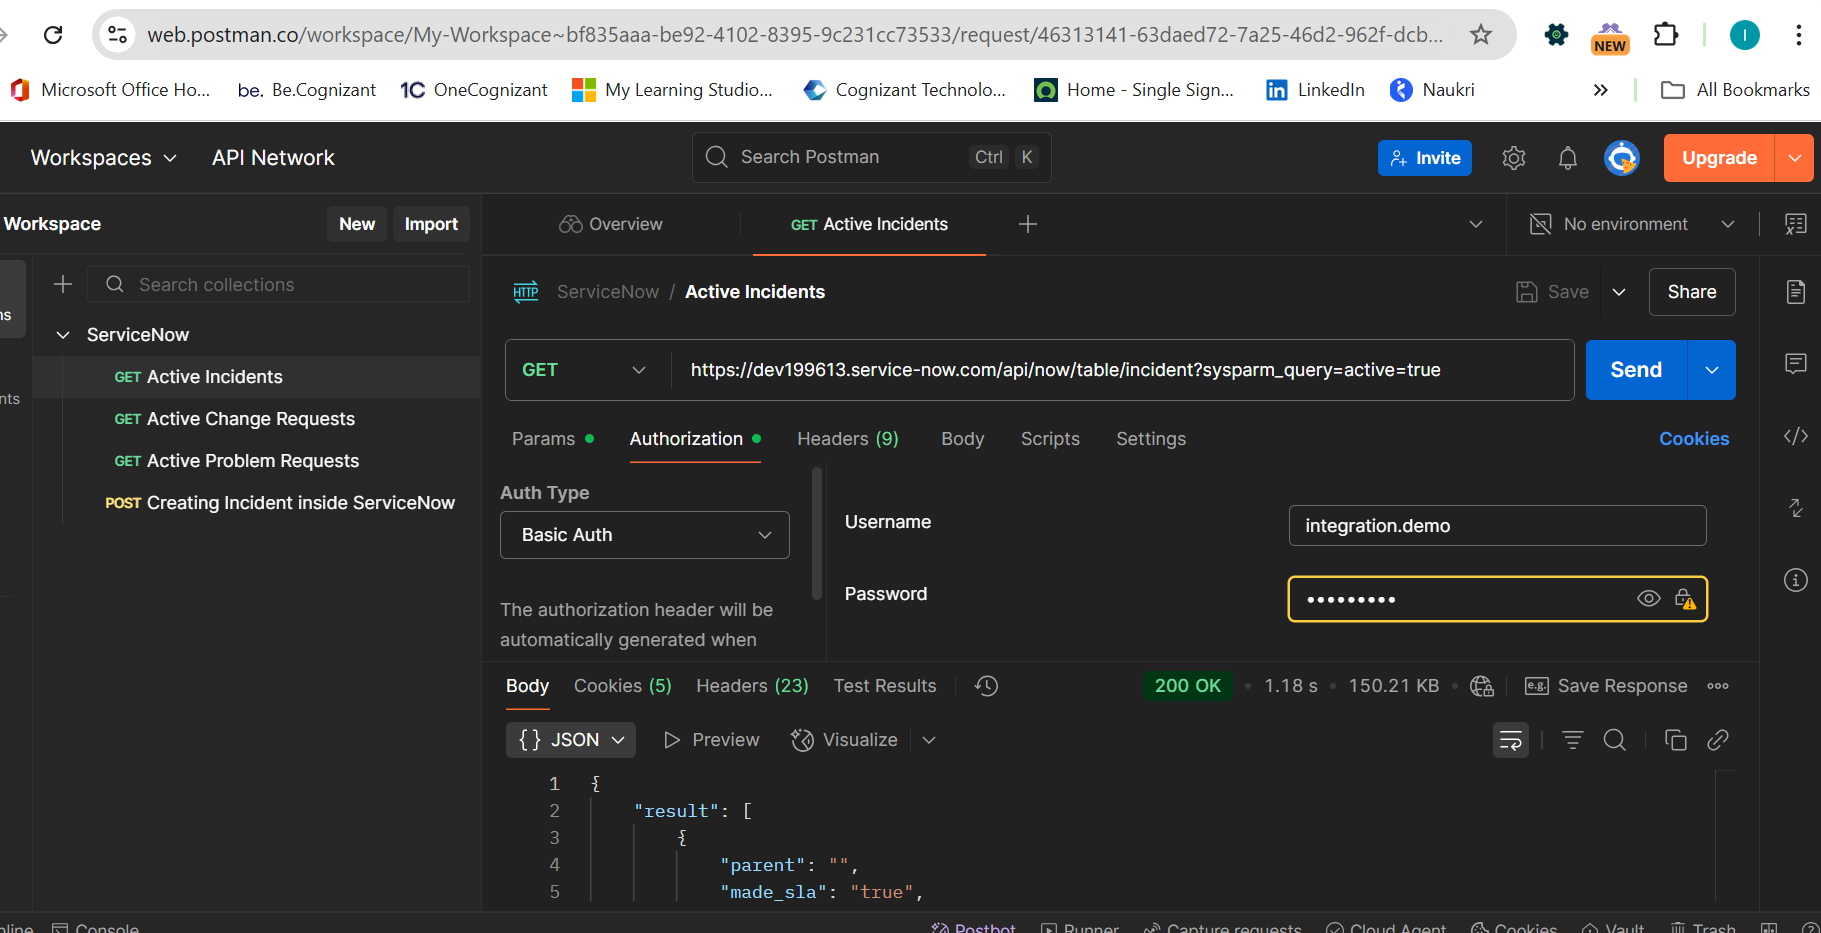 web.postman.co/workspace/My-Workspace~bf835aaa-be92-4102-8395-9c231cc73533/request/46313141-63daed72-7a25-46d2-962f-dcb...
NEW
I
Microsoft Office Ho...
be. Be.Cognizant
1C OneCognizant
My Learning Studio...
Cognizant Technolo...
Home - Single Sign...
in LinkedIn
Naukri
All Bookmarks
Workspaces
API Network
Search Postman
Ctrl K
Invite
Upgrade
Workspace
New
Import
Overview
GET Active Incidents
No environment
Search collections
ServiceNow
GET Active Incidents
GET Active Change Requests
GET Active Problem Requests
POST Creating Incident inside ServiceNow
HTTP ServiceNow / Active Incidents
Save
Share
GET
https://dev199613.service-now.com/api/now/table/incident?sysparm_query=active=true
Send
Params
Authorization
Headers (9)
Body
Scripts
Settings
Cookies
Auth Type
Basic Auth
The authorization header will be
automatically generated when
Username
integration.demo
Password
•••••••••
Body
Cookies (5)
Headers (23)
Test Results
200 OK • 1.18 s • 150.21 KB •
e.g. Save Response
{} JSON
Preview
Visualize
1 {
2 "result": [
3 {
4 "parent": "",
5 "made_sla": "true",
Console
Postbot
Runner
Capture requests
Cloud Agent
Cookies
Vault
Trash